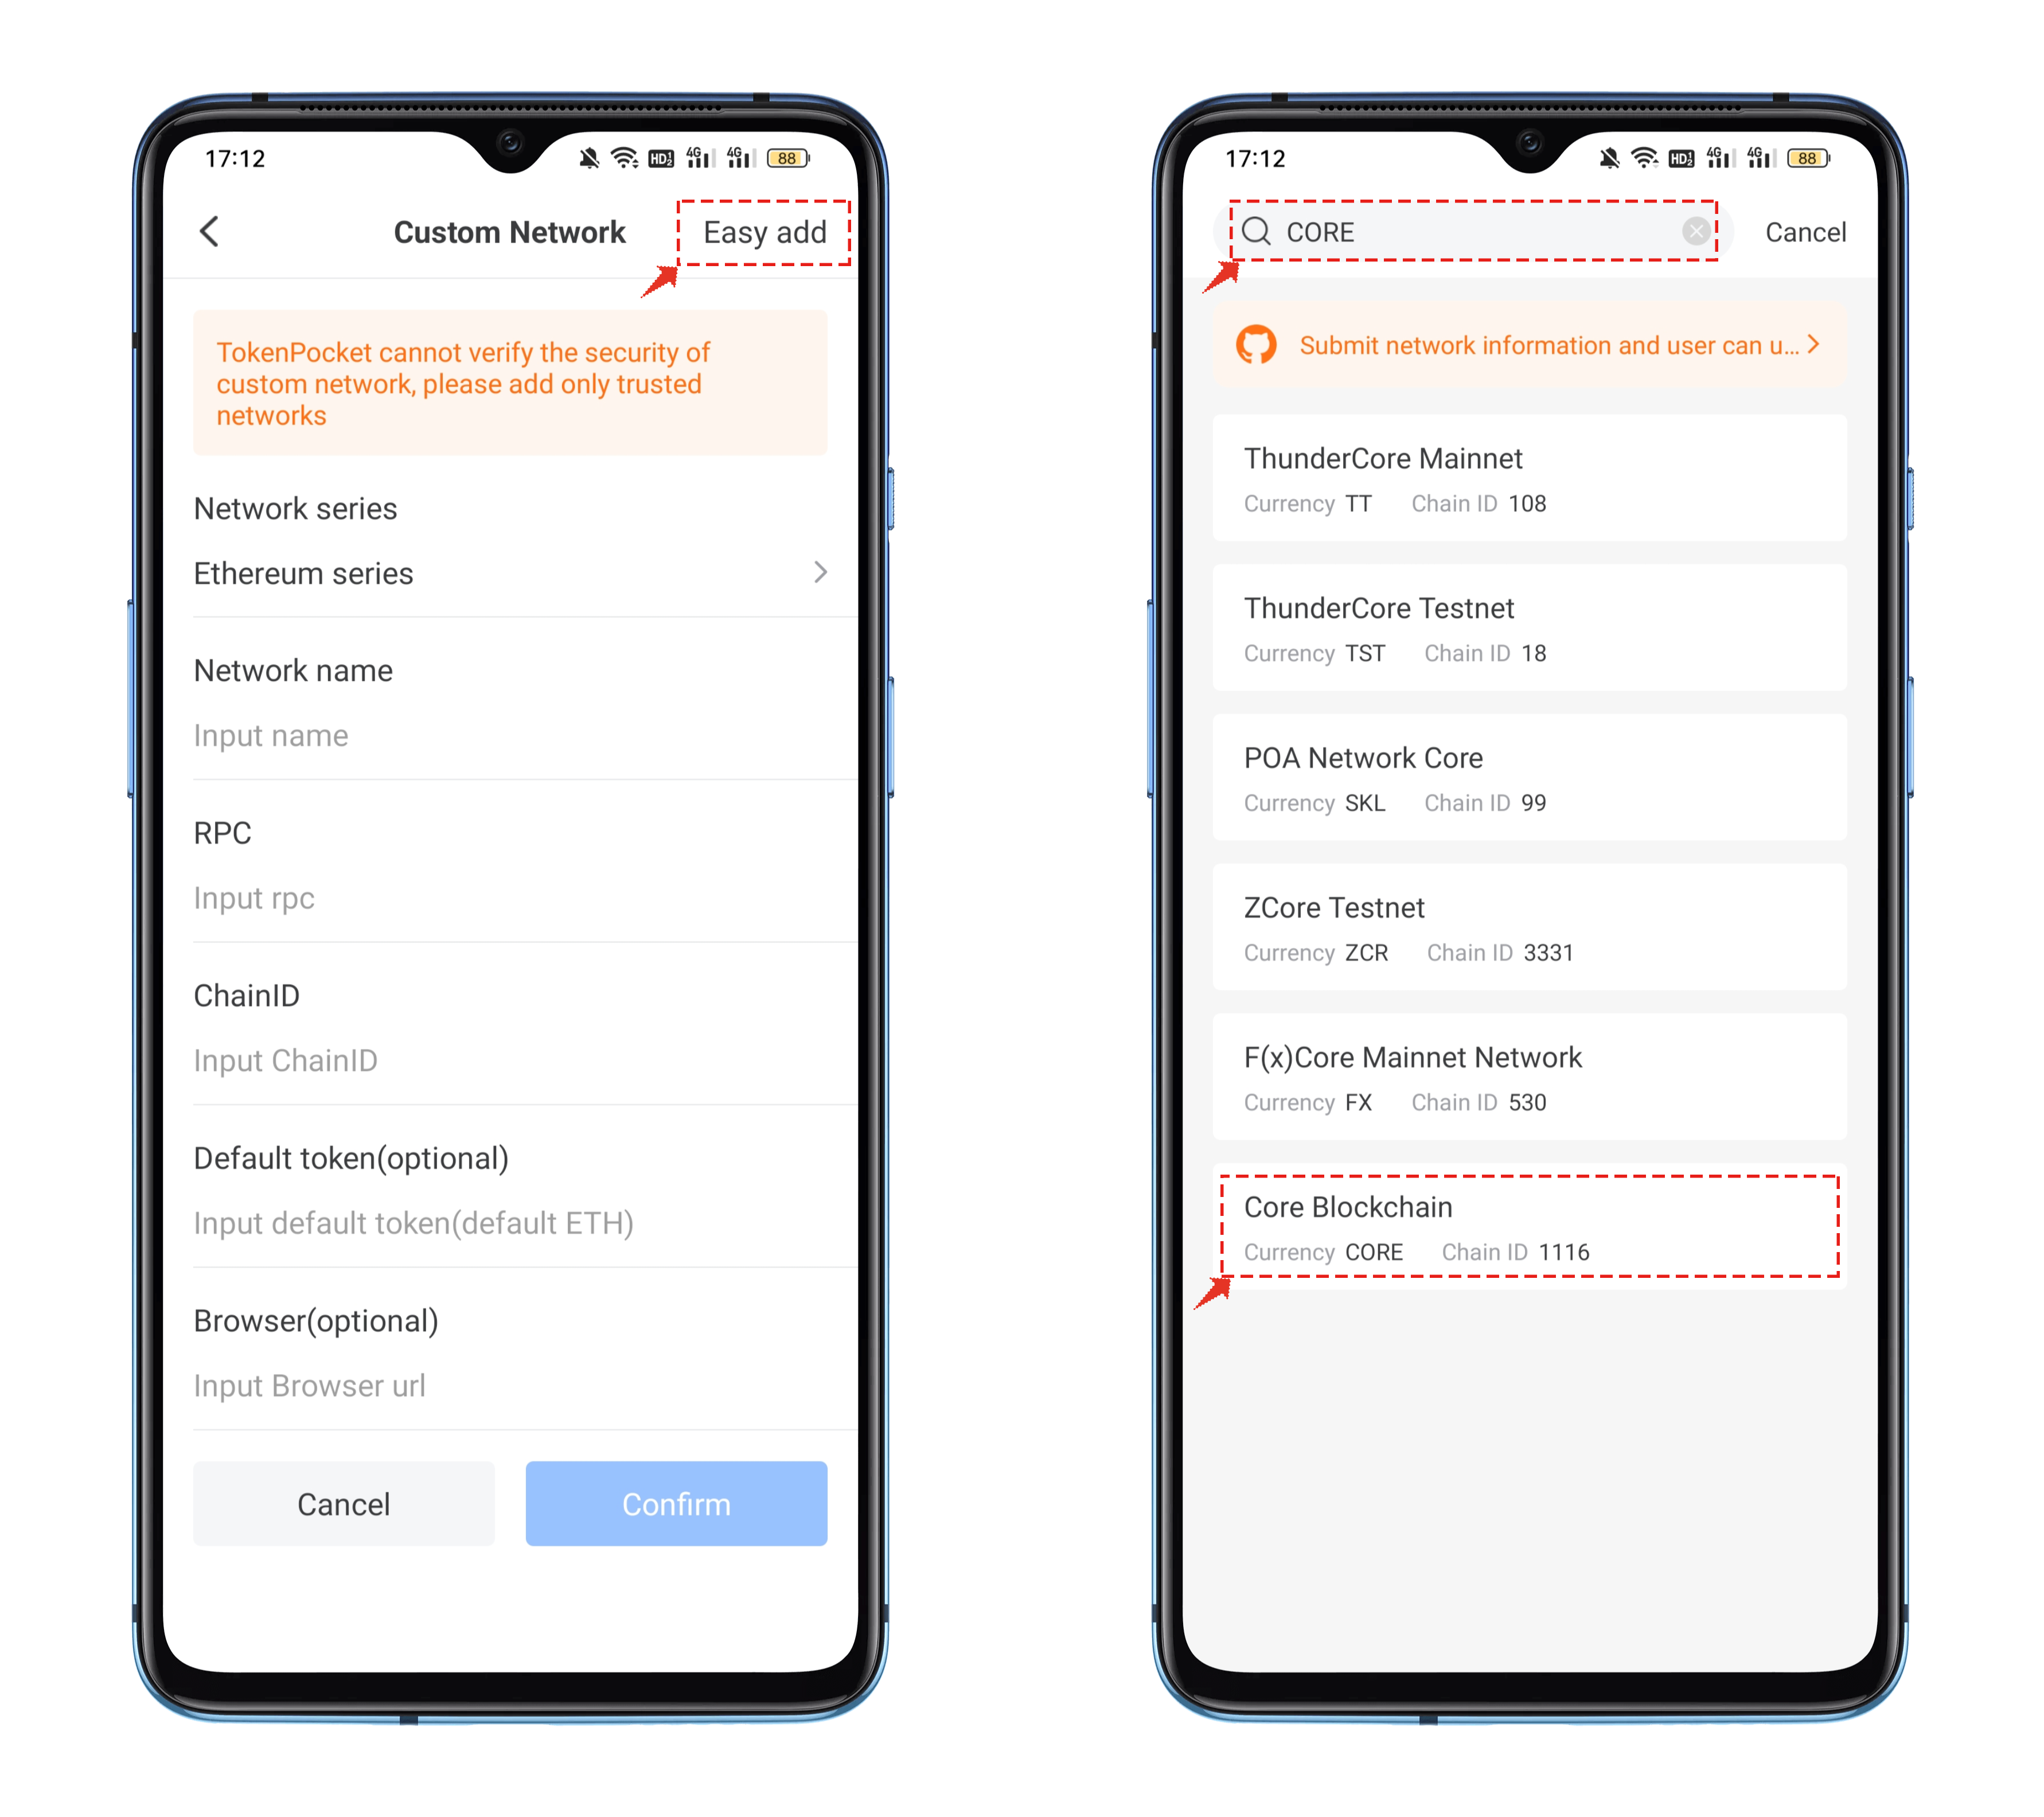 17:12
88
Custom Network
Easy add
TokenPocket cannot verify the security of
custom network, please add only trusted
networks
Network series
Ethereum series
Network name
Input name
RPC
Input rpc
ChainID
Input ChainID
Default token(optional)
Input default token(default ETH)
Browser(optional)
Input Browser url
Cancel
Confirm
17:12
88
CORE
Cancel
Submit network information and user can u...
ThunderCore Mainnet
Currency TT Chain ID 108
ThunderCore Testnet
Currency TST Chain ID 18
POA Network Core
Currency SKL Chain ID 99
ZCore Testnet
Currency ZCR Chain ID 3331
F(x)Core Mainnet Network
Currency FX Chain ID 530
Core Blockchain
Currency CORE Chain ID 1116